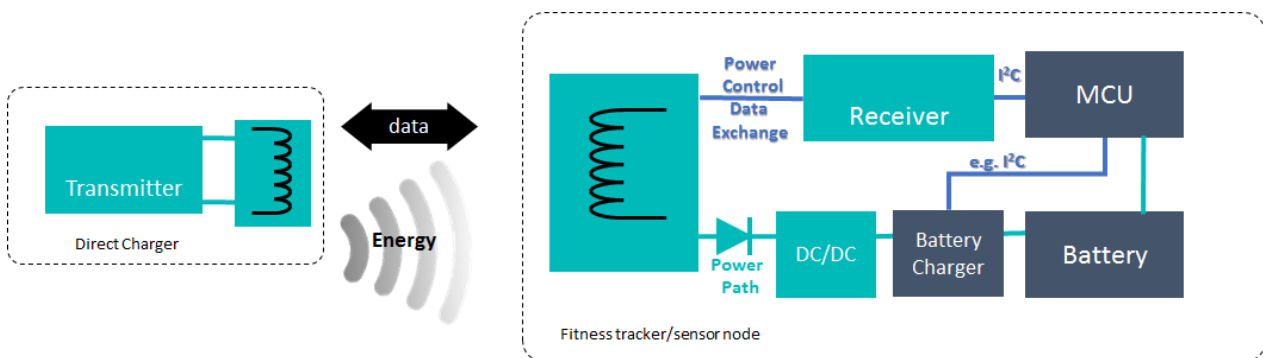 Transmitter
Direct Charger
data
Energy
Power
Control
Data
Exchange
Receiver
I²C
MCU
e.g. I²C
Power
Path
DC/DC
Battery
Charger
Battery
Fitness tracker/sensor node